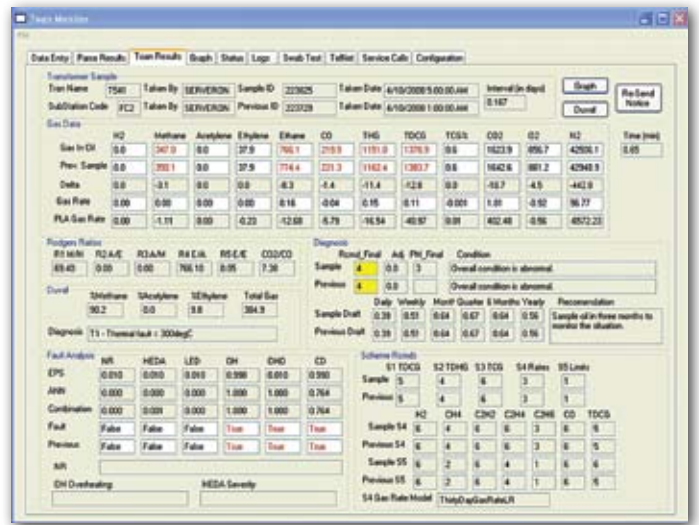 Toan Monitor
File
Data Entry Parse Results Toan Results Graph Status Logs Swab Test TelNet Service Calls Configuration
Transformer Sample
Tran Name T540 Taken By SERVERON Sample ID 223825 Taken Date 4/10/2008 5:00:00 AM Interval (in days) 0.167 Graph Re-Send Notice
SubStation Code FC2 Taken By SERVERON Previous ID 223729 Taken Date 4/10/2008 1:00:00 AM Duval
Gas Data
H2 Methane Acetylene Ethylene Ethane CO THG TDCG TCG% CO2 O2 N2 Time (min)
Gas In Oil 0.0 347.0 0.0 37.9 766.1 219.9 1151.0 1370.9 0.6 1623.9 856.7 42506.1 0.65
Prev. Sample 0.0 350.1 0.0 37.9 774.4 221.3 1162.4 1383.7 0.6 1642.6 861.2 42948.9
Delta 0.0 -3.1 0.0 0.0 -8.3 -1.4 -11.4 -12.8 0.0 -18.7 -4.5 -442.8
Gas Rate 0.00 0.00 0.00 0.00 0.16 -0.04 0.15 0.11 -0.001 1.01 -0.92 96.77
PLA Gas Rate 0.00 -1.11 0.00 -0.23 -12.68 -5.79 -16.54 -40.97 0.01 402.48 -0.56 -6572.23
Rodgers Ratios
R1 M/H R2 A/E R3 A/M R4 E/A R5 E/E CO2/CO
69.40 0.00 0.00 766.10 0.05 7.38
Duval
%Methane %Acetylene %Ethylene Total Gas
90.2 0.0 9.8 384.9
Diagnosis T1 - Thermal fault < 300degC
Diagnosis
Rcmd_Final Adj PM_Final Condition
Sample 4 0.0 3 Overall condition is abnormal.
Previous 4 0.0 Overall condition is abnormal.
Daily Weekly Month Quarter 6 Months Yearly Recomendation
Sample Draft 0.39 0.51 0.64 0.67 0.64 0.56 Sample oil in three months to monitor the situation.
Previous Draft 0.39 0.51 0.64 0.67 0.64 0.56
Fault Analysis
NR HEDA LED OH OHO CD
EPS 0.010 0.010 0.010 0.990 0.010 0.990
ANN 0.000 0.000 0.000 1.000 1.000 0.764
Combination 0.000 0.000 1.000 1.000 0.764
Fault False False False True True True
Previous False False False True True True
NR
OH Overheating HEDA Severity
Scheme Rcmds
S1 TDCG S2 TDHG S3 TCG S4 Rates S5 Limits
Sample 5 4 6 3 1
Previous 5 4 6 3 1
H2 CH4 C2H2 C2H4 C2H6 CO TDCG
Sample S4 6 4 6 6 3 6 5
Previous S4 6 4 6 6 3 6 5
Sample S5 6 2 6 4 1 6 6
Previous S5 6 2 6 4 1 6 6
S4 Gas Rate Model ThirtyDayGasRateLR